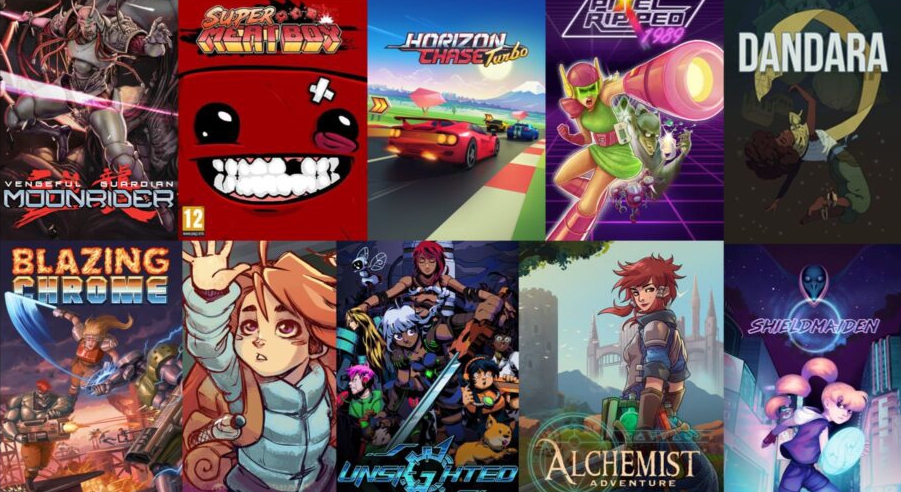 VENGEFUL GUARDIAN
MOONRIDER
SUPER
MEAT BOY
12
HORIZON
CHASE Turbo
PIXEL
RIPPED
1989
DANDARA
BLAZING
CHROME
UNSIGHTED
ALCHEMIST
ADVENTURE
SHIELDMAIDEN